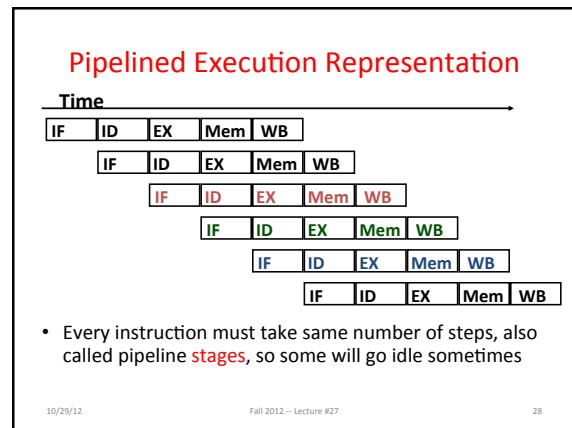 Pipelined Execution Representation
Time
IF ID EX Mem WB
IF ID EX Mem WB
IF ID EX Mem WB
IF ID EX Mem WB
IF ID EX Mem WB
IF ID EX Mem WB
• Every instruction must take same number of steps, also
called pipeline stages, so some will go idle sometimes
10/29/12 Fall 2012 -- Lecture #27 28